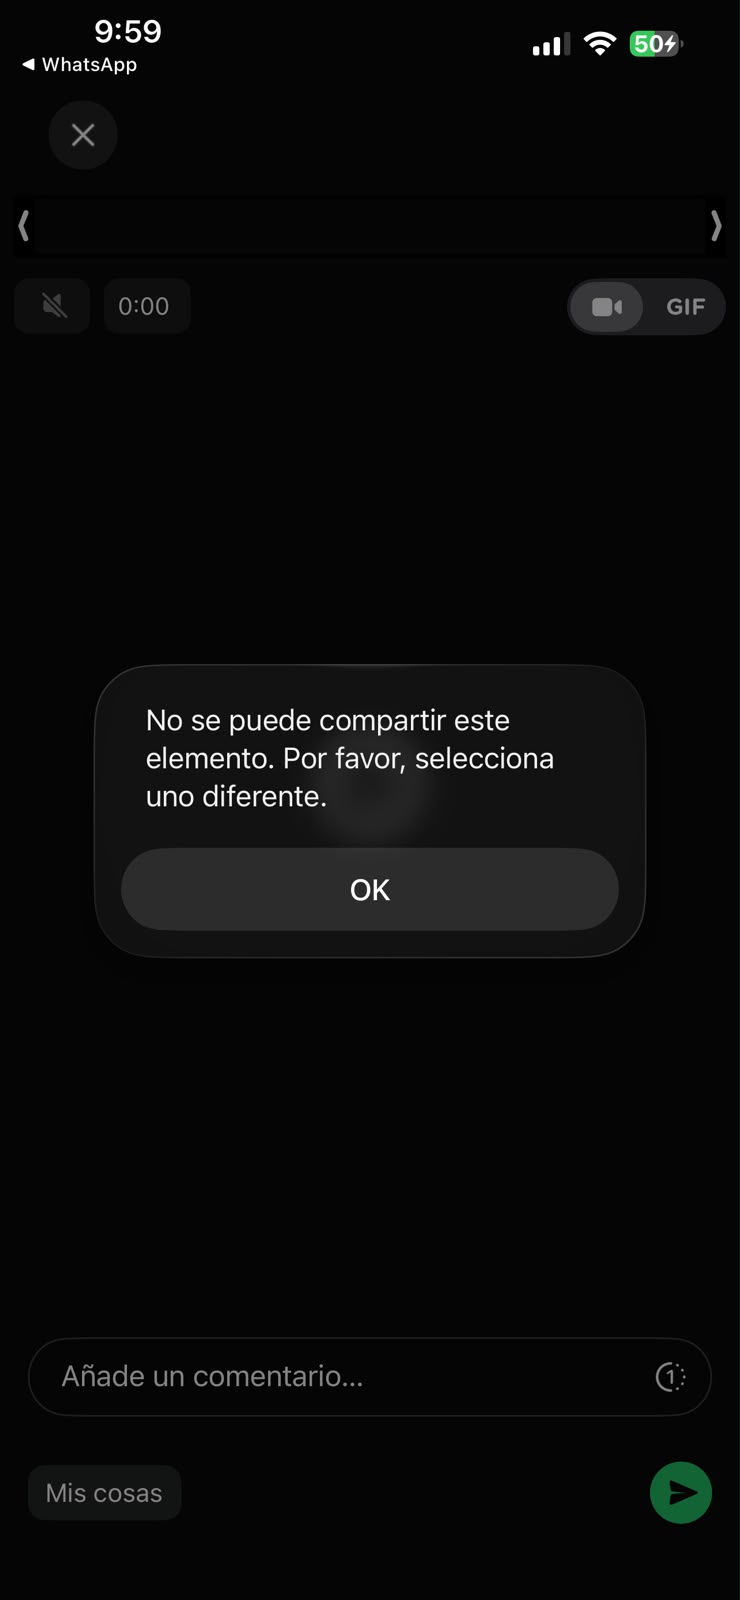 9:59
50
◀ WhatsApp
0:00
GIF
No se puede compartir este
elemento. Por favor, selecciona
uno diferente.
OK
Añade un comentario...
1
Mis cosas